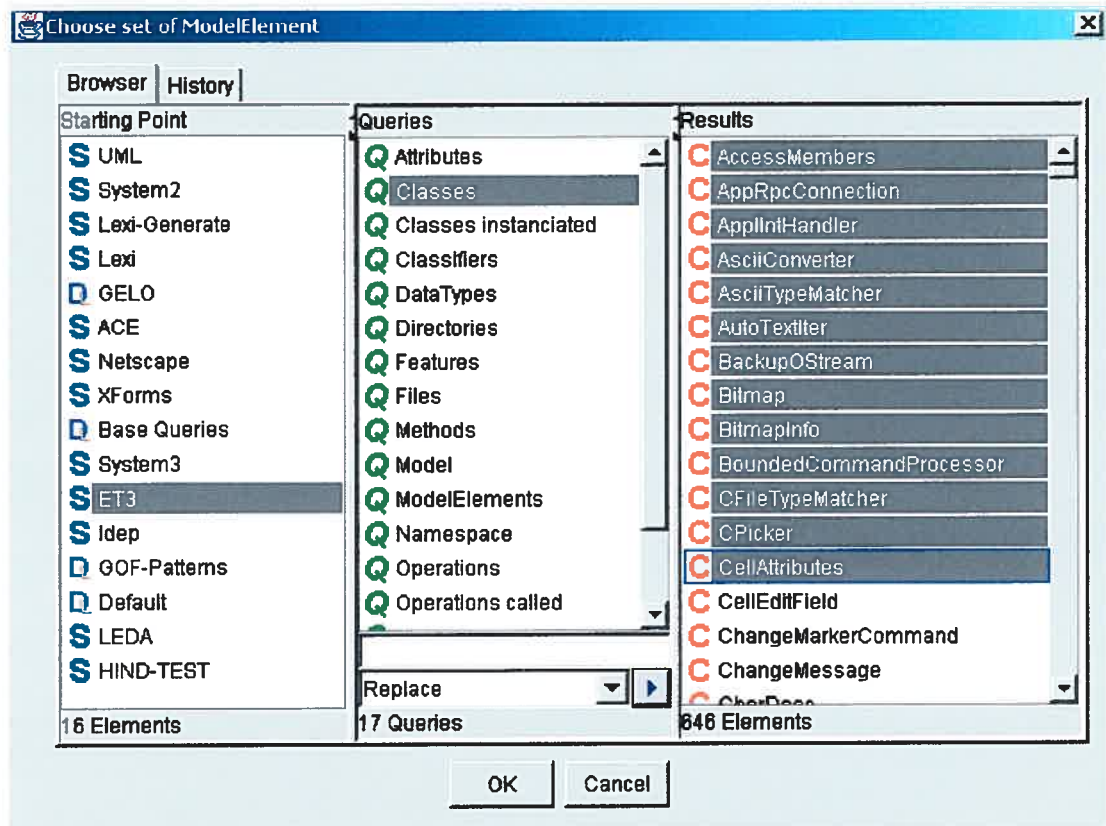 Choose set of ModelElement
Browser
History
Starting Point
S UML
S System2
S Lexi-Generate
S Lexi
D GELO
S ACE
S Netscape
S XForms
D Base Queries
S System3
S ET3
S Idep
D GOF-Patterns
D Default
S LEDA
S HIND-TEST
16 Elements
Queries
Q Attributes
Q Classes
Q Classes instanciated
Q Classifiers
Q DataTypes
Q Directories
Q Features
Q Files
Q Methods
Q Model
Q ModelElements
Q Namespace
Q Operations
Q Operations called
Replace
17 Queries
Results
C AccessMembers
C AppRpcConnection
C ApplIntHandler
C AsciiConverter
C AsciiTypeMatcher
C AutoTextIter
C BackupOStream
C Bitmap
C BitmapInfo
C BoundedCommandProcessor
C CFileTypeMatcher
C CPicker
C CellAttributes
C CellEditField
C ChangeMarkerCommand
C ChangeMessage
646 Elements
OK
Cancel